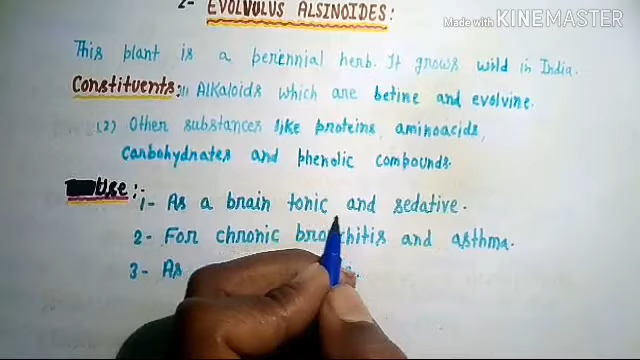 2- EVOLVULUS ALSINOIDES:
Made with KINEMASTER
This plant is a perennial herb. It grows wild in India.
Constituents: 1) Alkaloids which are betine and evolvine.
(2) Other substances like proteins, aminoacids,
carbohydrates and phenolic compounds.
Use:-
1- As a brain tonic and sedative.
2- For chronic bronchitis and asthma.
3- As